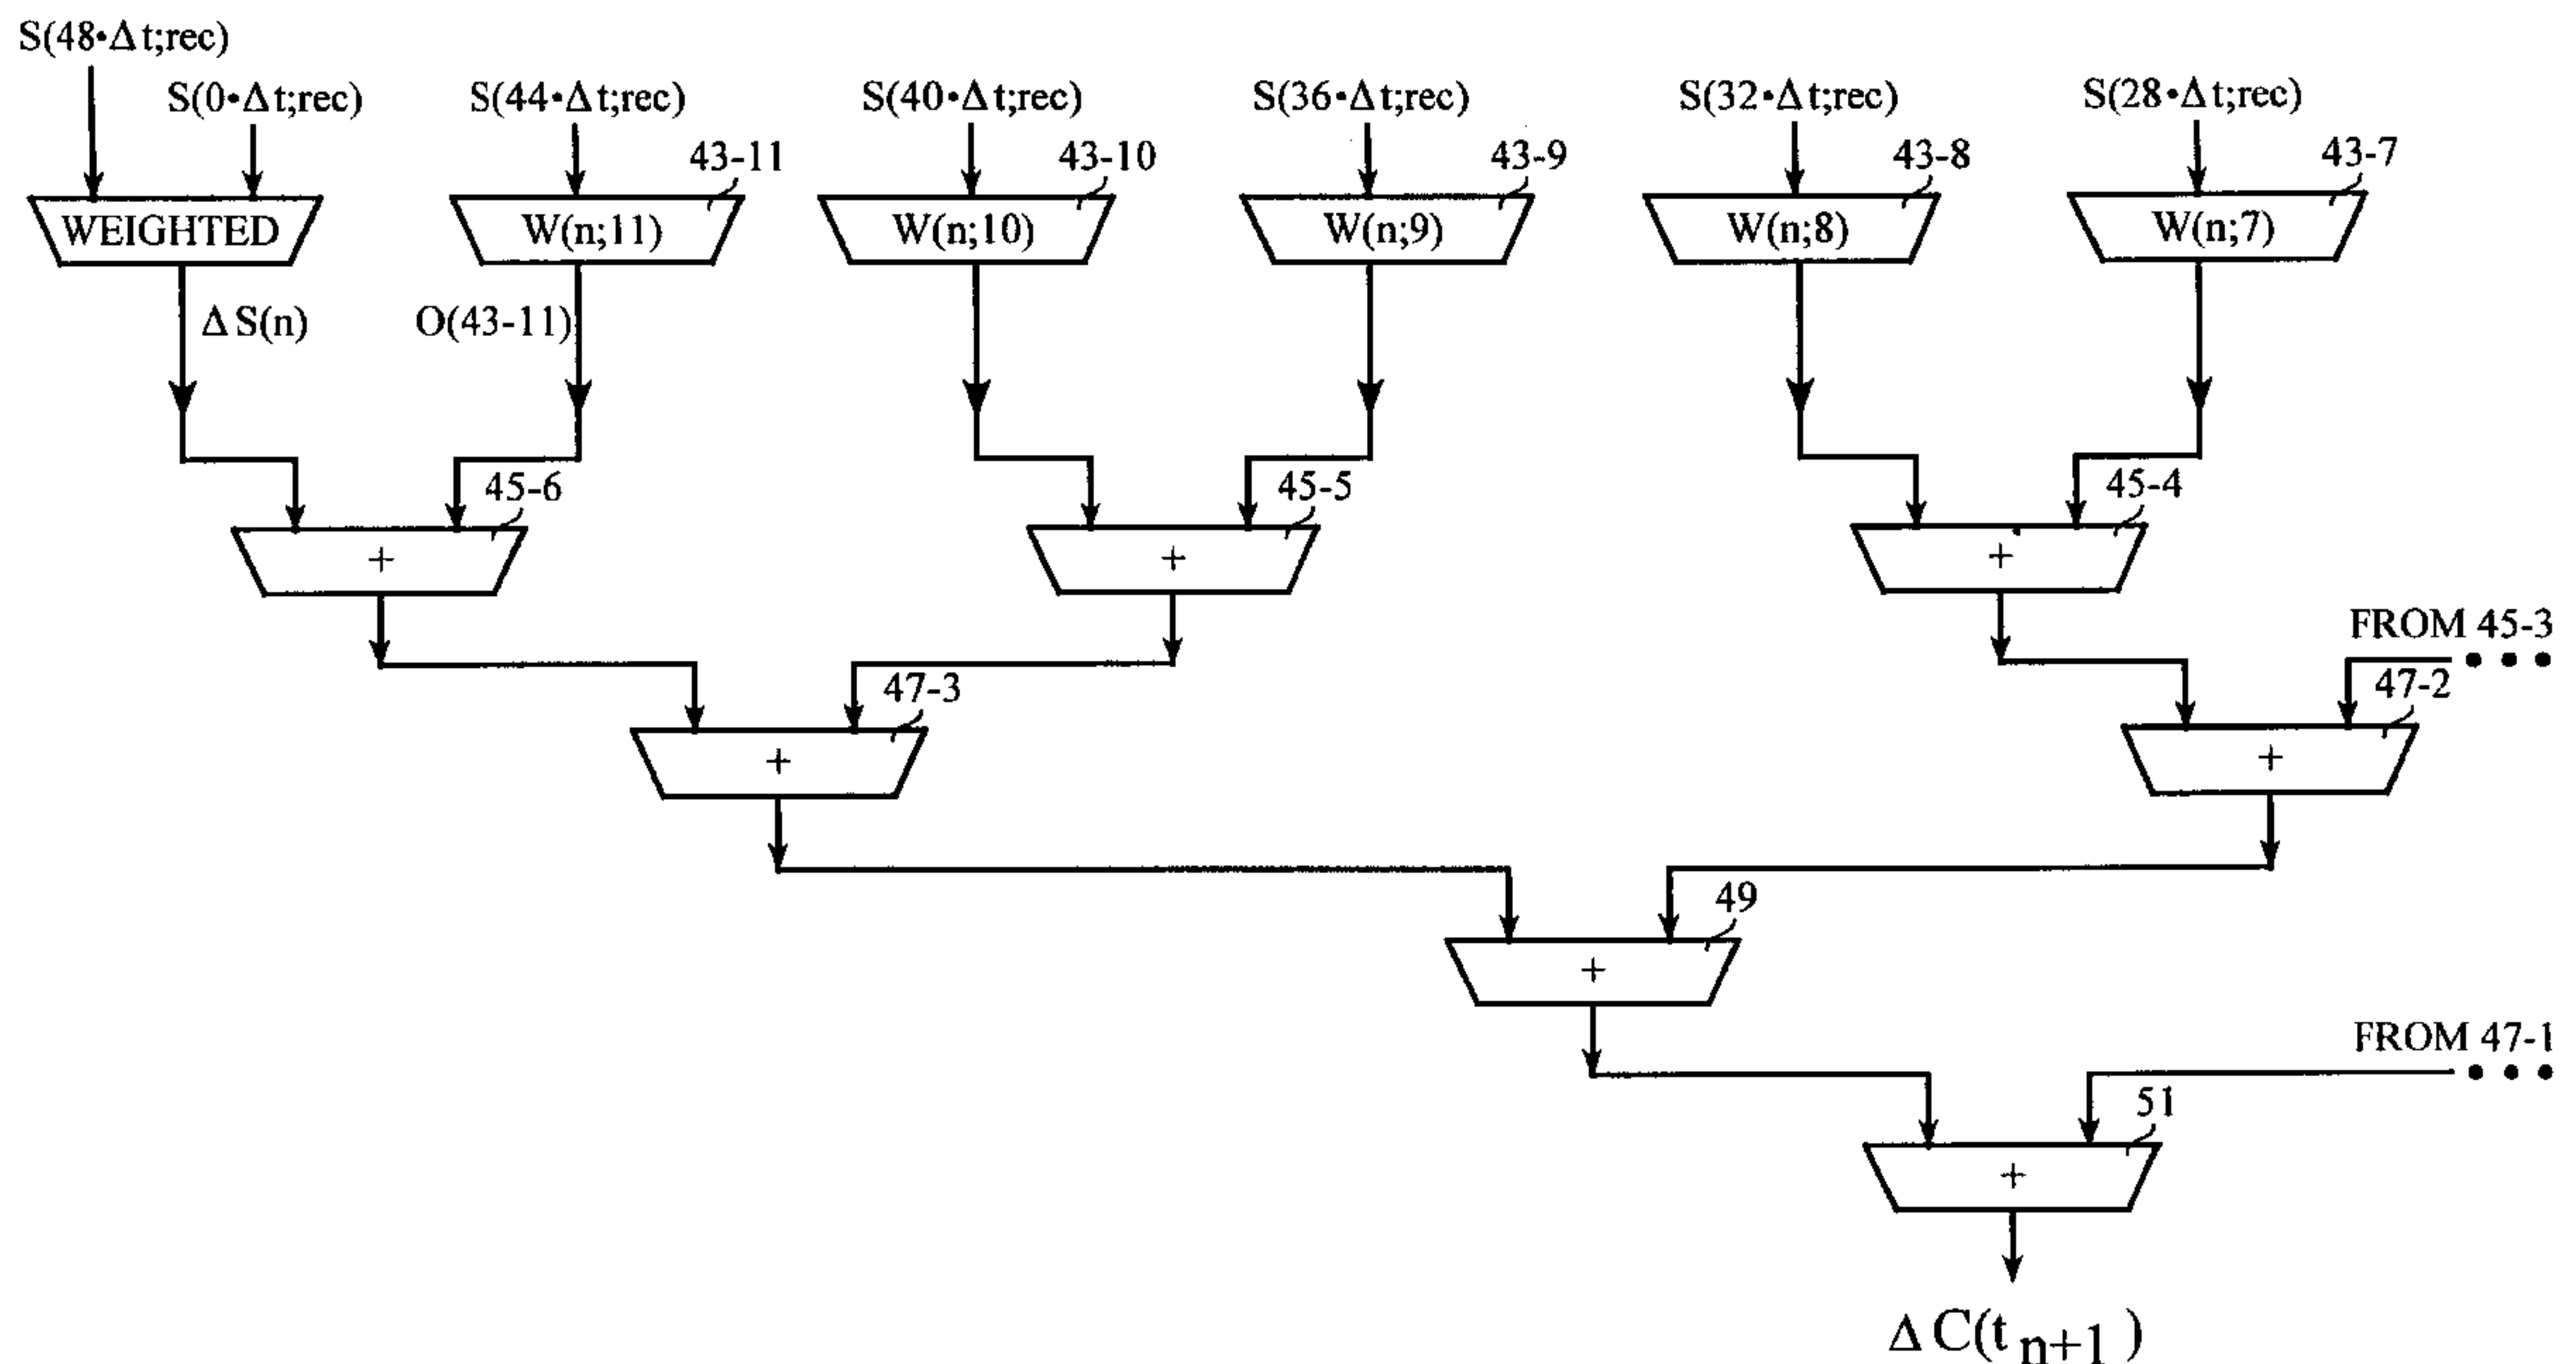 S(48•Δt;rec)
S(0•Δt;rec)
S(44•Δt;rec)
S(40•Δt;rec)
S(36•Δt;rec)
S(32•Δt;rec)
S(28•Δt;rec)
43-11
43-10
43-9
43-8
43-7
WEIGHTED
W(n;11)
W(n;10)
W(n;9)
W(n;8)
W(n;7)
ΔS(n)
O(43-11)
45-6
45-5
45-4
+
+
+
FROM 45-3
47-3
47-2
+
+
49
+
FROM 47-1
51
+
ΔC(t n+1)